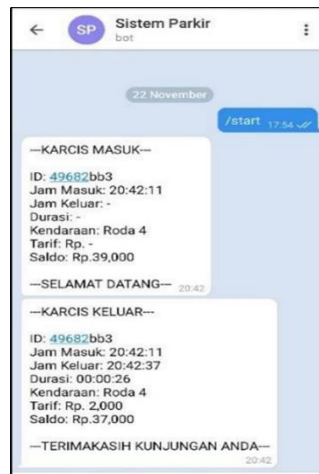 SP
Sistem Parkir
bot
22 November
/start 17:54
---KARCIS MASUK---
ID: 49682bb3
Jam Masuk: 20:42:11
Jam Keluar: -
Durasi: -
Kendaraan: Roda 4
Tarif: Rp. -
Saldo: Rp.39,000
---SELAMAT DATANG--- 20:42
---KARCIS KELUAR---
ID: 49682bb3
Jam Masuk: 20:42:11
Jam Keluar: 20:42:37
Durasi: 00:00:26
Kendaraan: Roda 4
Tarif: Rp. 2,000
Saldo: Rp.37,000
---TERIMAKASIH KUNJUNGAN ANDA---
20:42